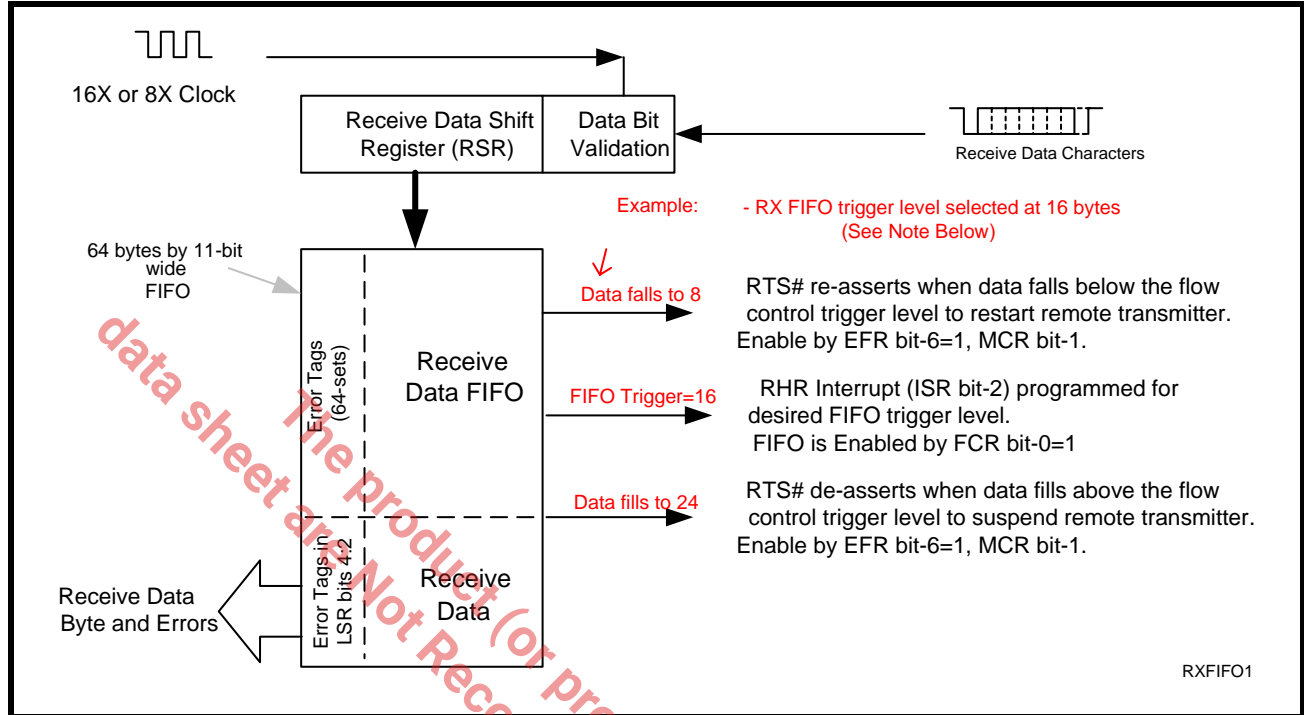 16X or 8X Clock
Receive Data Shift
Register (RSR)
Data Bit
Validation
Receive Data Characters
Example:
- RX FIFO trigger level selected at 16 bytes
(See Note Below)
64 bytes by 11-bit
wide
FIFO
Error Tags
(64-sets)
Receive
Data FIFO
Data falls to 8
RTS# re-asserts when data falls below the flow
control trigger level to restart remote transmitter.
Enable by EFR bit-6=1, MCR bit-1.
FIFO Trigger=16
RHR Interrupt (ISR bit-2) programmed for
desired FIFO trigger level.
FIFO is Enabled by FCR bit-0=1
Data fills to 24
RTS# de-asserts when data fills above the flow
control trigger level to suspend remote transmitter.
Enable by EFR bit-6=1, MCR bit-1.
Error Tags in
LSR bits 4:2
Receive
Data
Receive Data
Byte and Errors
RXFIFO1
The product (or pro
data sheet are Not Reco